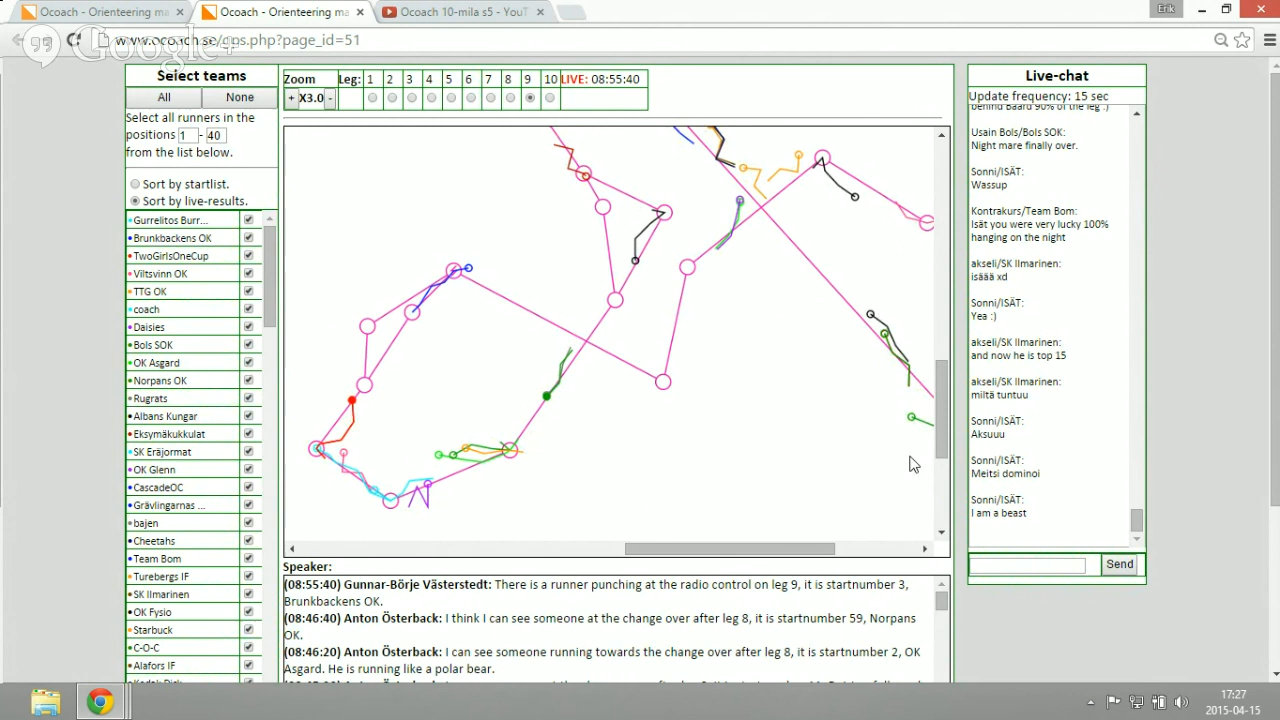 Ocoach - Orienteering ma
Ocoach - Orienteering ma
Ocoach 10-mila s5 - YouT
Erik
www.ocoach.se/gps.php?page_id=51
Google+
Select teams
All
None
Select all runners in the
positions 1 - 40
from the list below.
Sort by startlist.
Sort by live-results.
Gurrelitos Burr...
Brunkbackens OK
TwoGirlsOneCup
Viltsvinn OK
TTG OK
coach
Daisies
Bols SOK
OK Asgard
Norpans OK
Rugrats
Albans Kungar
Eksymäkukkulat
SK Eräjormat
OK Glenn
CascadeOC
Grävlingarnas ...
bajen
Cheetahs
Team Bom
Turebergs IF
SK Ilmarinen
OK Fysio
Starbuck
C-O-C
Alafors IF
Zoom Leg: 1 2 3 4 5 6 7 8 9 10 LIVE: 08:55:40
+ X3.0 -
Speaker:
(08:55:40) Gunnar-Börje Västerstedt: There is a runner punching at the radio control on leg 9, it is startnumber 3,
Brunkbackens OK.
(08:46:40) Anton Österback: I think I can see someone at the change over after leg 8, it is startnumber 59, Norpans
OK.
(08:46:20) Anton Österback: I can see someone running towards the change over after leg 8, it is startnumber 2, OK
Asgard. He is running like a polar bear.
Live-chat
Update frequency: 15 sec
behind Baard 90% of the leg :)
Usain Bols/Bols SOK:
Night mare finally over.
Sonni/ISÄT:
Wassup
Kontrakurs/Team Bom:
Isät you were very lucky 100%
hanging on the night
akseli/SK Ilmarinen:
isäää xd
Sonni/ISÄT:
Yea :)
akseli/SK Ilmarinen:
and now he is top 15
akseli/SK Ilmarinen:
miltä tuntuu
Sonni/ISÄT:
Aksuuu
Sonni/ISÄT:
Meitsi dominoi
Sonni/ISÄT:
I am a beast
Send
17:27
2015-04-15